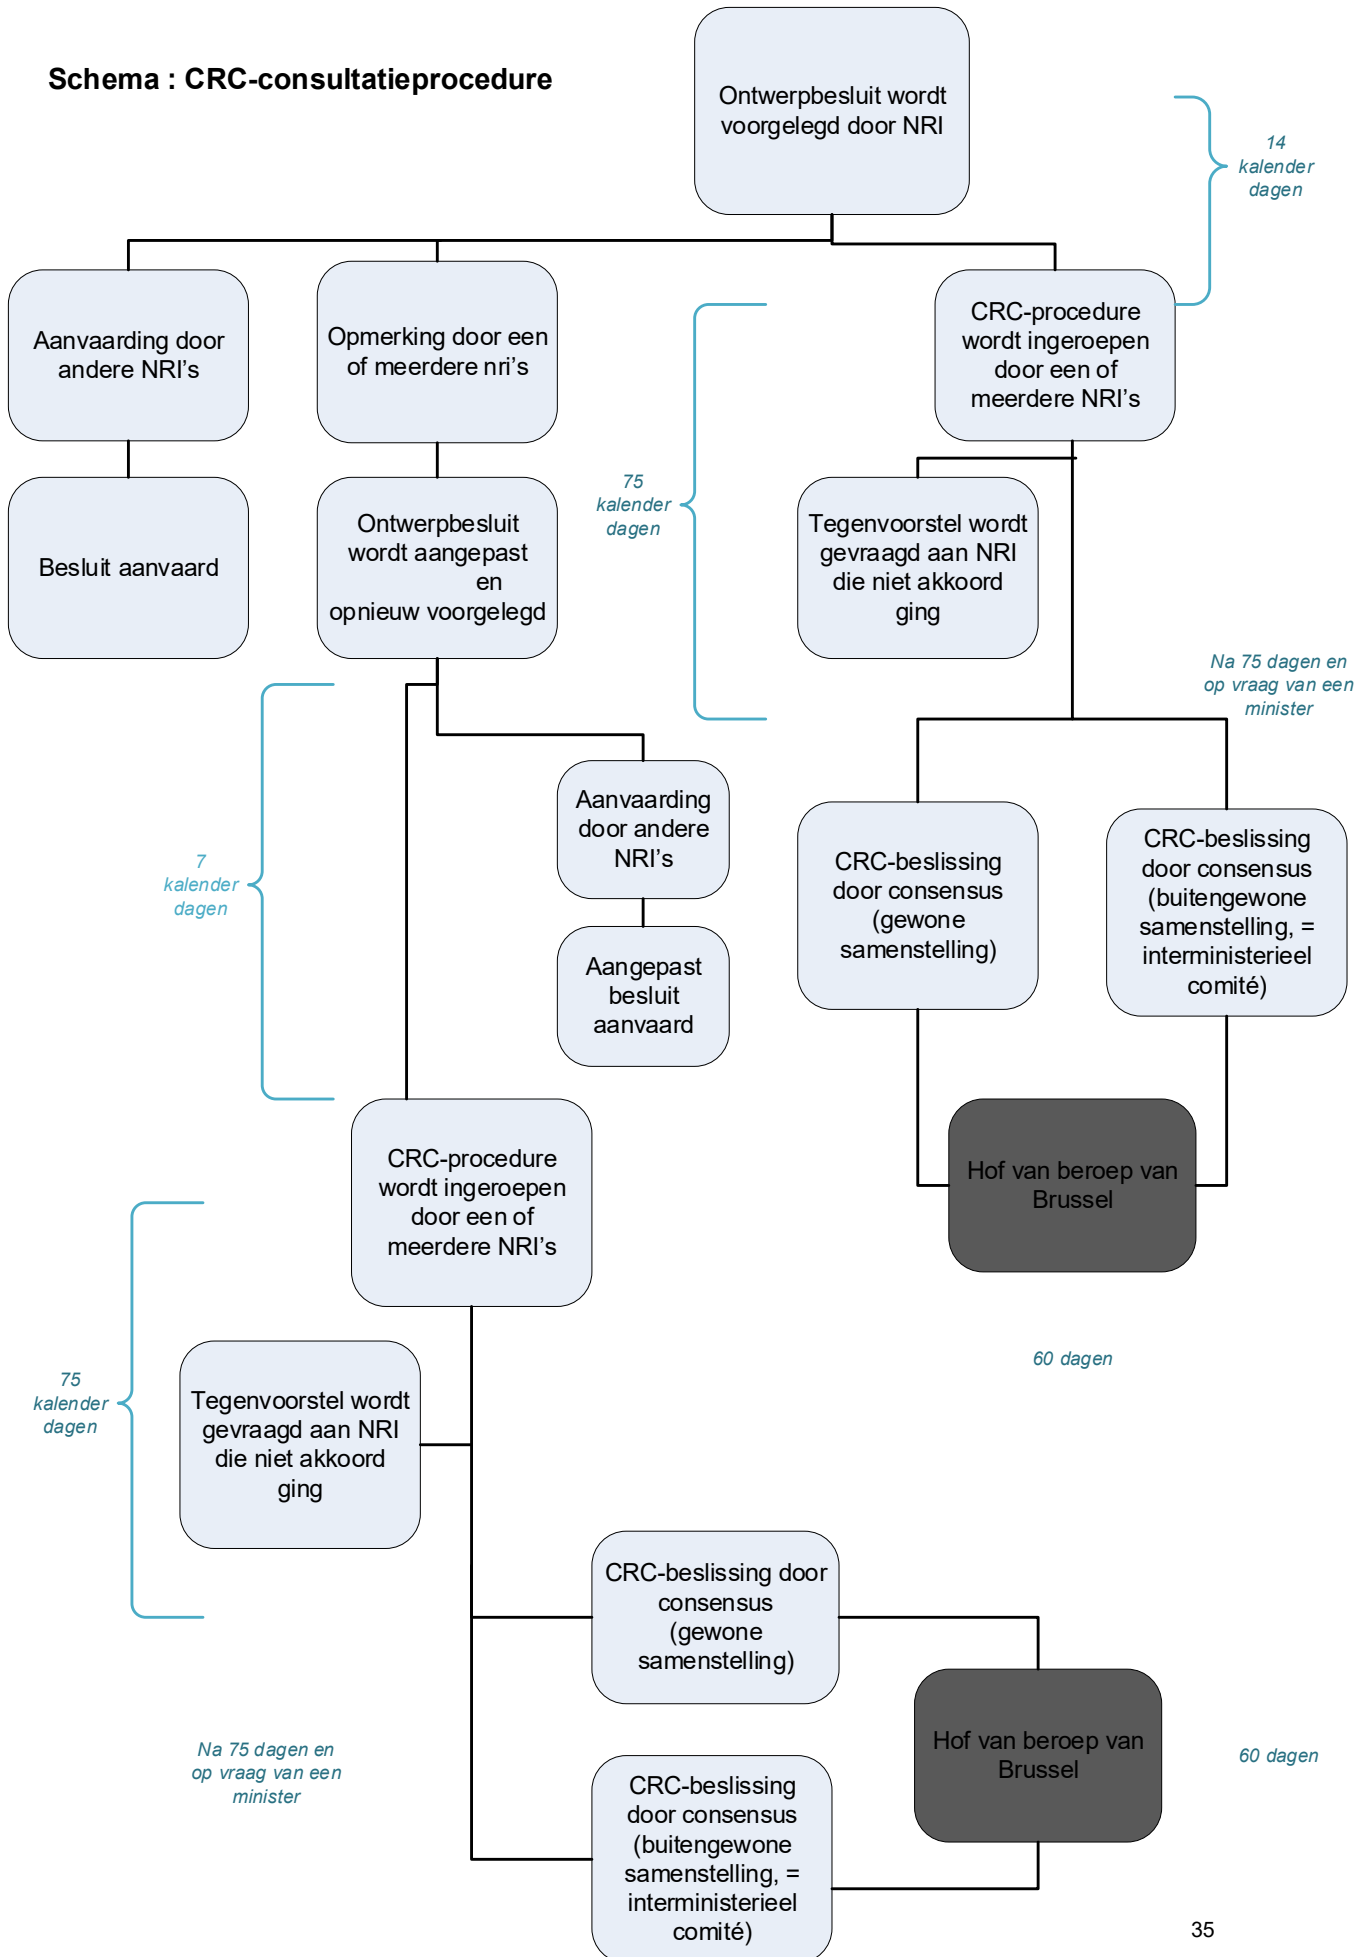 Schema : CRC-consultatieprocedure
Ontwerpbesluit wordt
voorgelegd door NRI
14
kalender
dagen
Aanvaarding door
andere NRI's
Opmerking door een
of meerdere nri's
CRC-procedure
wordt ingeroepen
door een of
meerdere NRI's
75
kalender
dagen
Besluit aanvaard
Ontwerpbesluit
wordt aangepast
en
opnieuw voorgelegd
Tegenvoorstel wordt
gevraagd aan NRI
die niet akkoord
ging
Na 75 dagen en
op vraag van een
minister
7
kalender
dagen
Aanvaarding
door andere
NRI's
Aangepast
besluit
aanvaard
CRC-beslissing
door consensus
(gewone
samenstelling)
CRC-beslissing
door consensus
(buitengewone
samenstelling, =
interministerieel
comité)
Hof van beroep van
Brussel
60 dagen
CRC-procedure
wordt ingeroepen
door een of
meerdere NRI's
75
kalender
dagen
Tegenvoorstel wordt
gevraagd aan NRI
die niet akkoord
ging
CRC-beslissing door
consensus
(gewone
samenstelling)
Hof van beroep van
Brussel
60 dagen
Na 75 dagen en
op vraag van een
minister
CRC-beslissing
door consensus
(buitengewone
samenstelling, =
interministerieel
comité)
35